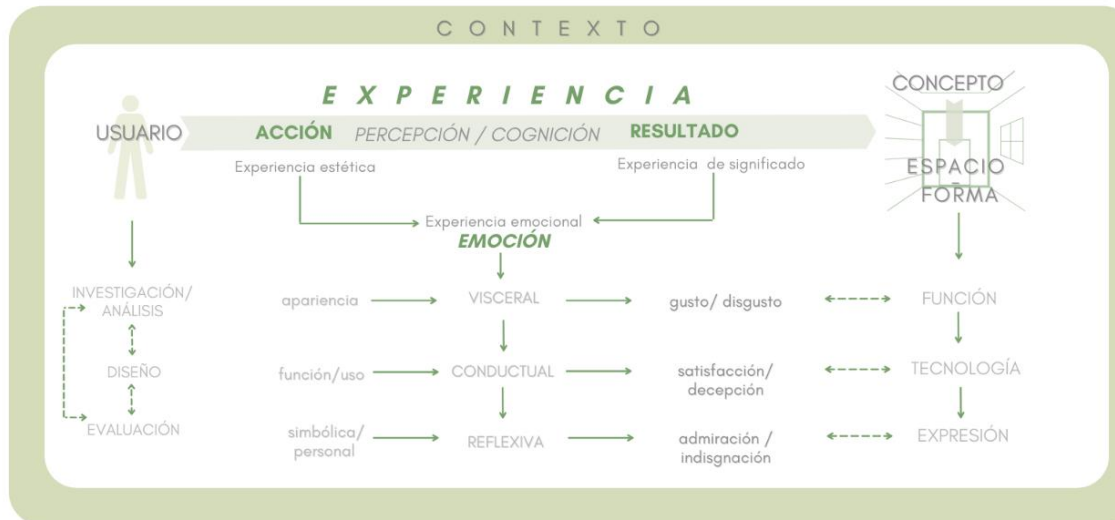 CONTEXTO
EXPERIENCIA
USUARIO
ACCIÓN
PERCEPCIÓN / COGNICIÓN
RESULTADO
CONCEPTO
ESPACIO
-
FORMA
Experiencia estética
Experiencia de significado
Experiencia emocional
EMOCIÓN
INVESTIGACIÓN/
ANÁLISIS
DISEÑO
EVALUACIÓN
apariencia
VISCERAL
gusto/ disgusto
FUNCIÓN
función/uso
CONDUCTUAL
satisfacción/
decepción
TECNOLOGÍA
simbólica/
personal
REFLEXIVA
admiración /
indisgnación
EXPRESIÓN